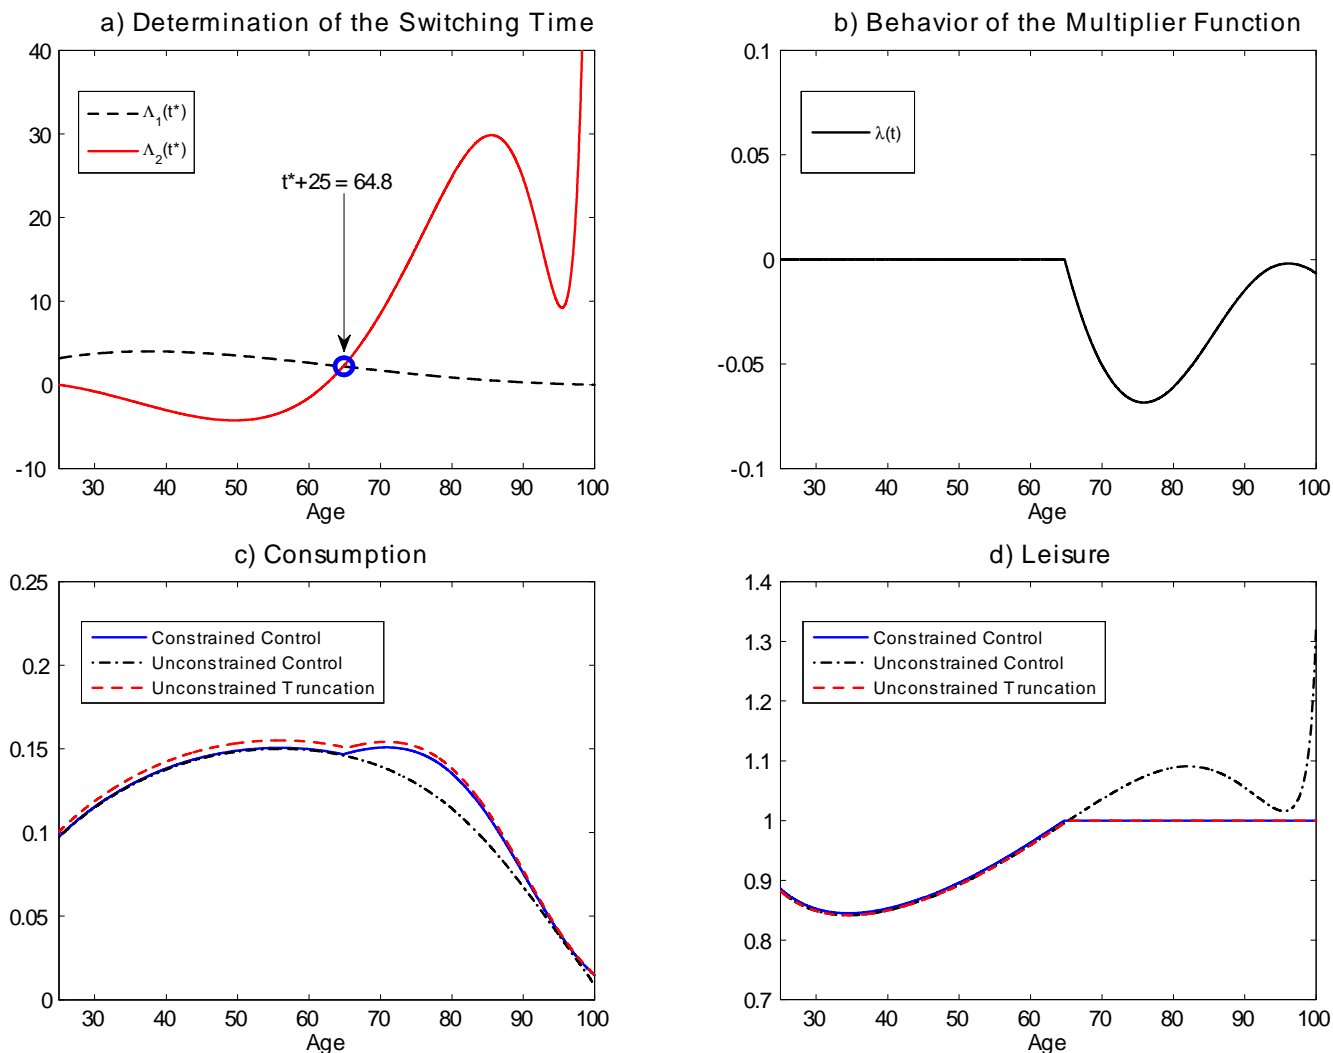 a) Determination of the Switching Time
40
30
20
10
0
-10
Λ1(t*)
Λ2(t*)
t*+25 = 64.8
30 40 50 60 70 80 90 100
Age
b) Behavior of the Multiplier Function
0.1
0.05
0
-0.05
-0.1
λ(t)
30 40 50 60 70 80 90 100
Age
c) Consumption
0.25
0.2
0.15
0.1
0.05
0
Constrained Control
Unconstrained Control
Unconstrained Truncation
30 40 50 60 70 80 90 100
Age
d) Leisure
1.4
1.3
1.2
1.1
1
0.9
0.8
0.7
Constrained Control
Unconstrained Control
Unconstrained Truncation
30 40 50 60 70 80 90 100
Age